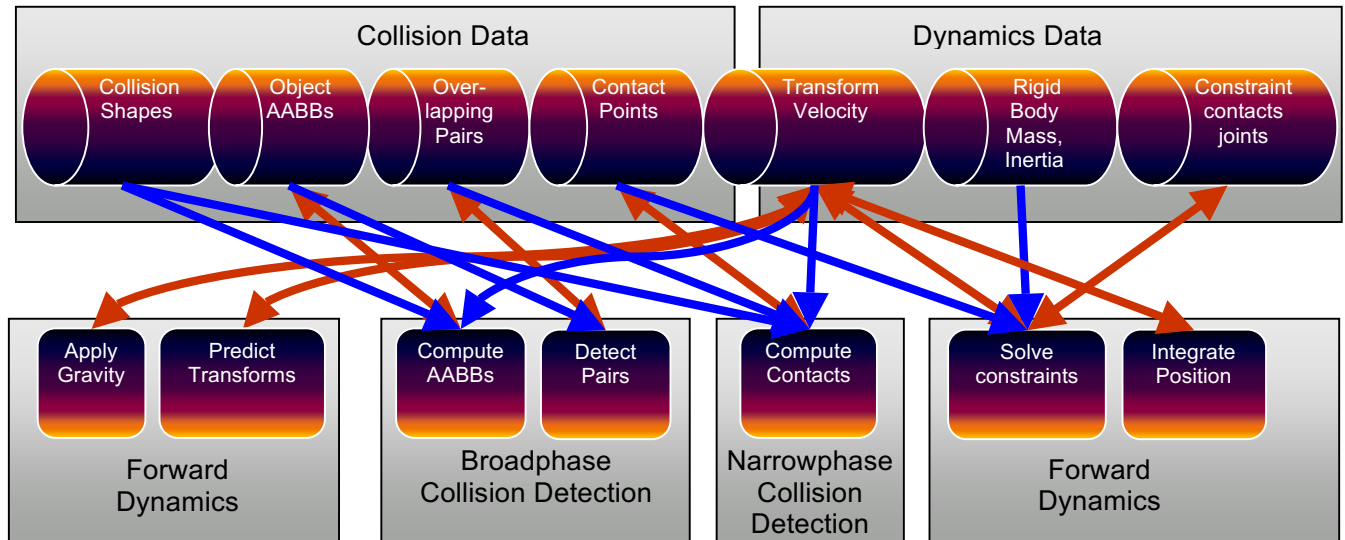 Collision Data
Dynamics Data
Collision
Shapes
Object
AABBs
Over-
lapping
Pairs
Contact
Points
Transform
Velocity
Rigid
Body
Mass,
Inertia
Constraint
contacts
joints
Apply
Gravity
Predict
Transforms
Compute
AABBs
Detect
Pairs
Compute
Contacts
Solve
constraints
Integrate
Position
Forward
Dynamics
Broadphase
Collision Detection
Narrowphase
Collision
Detection
Forward
Dynamics